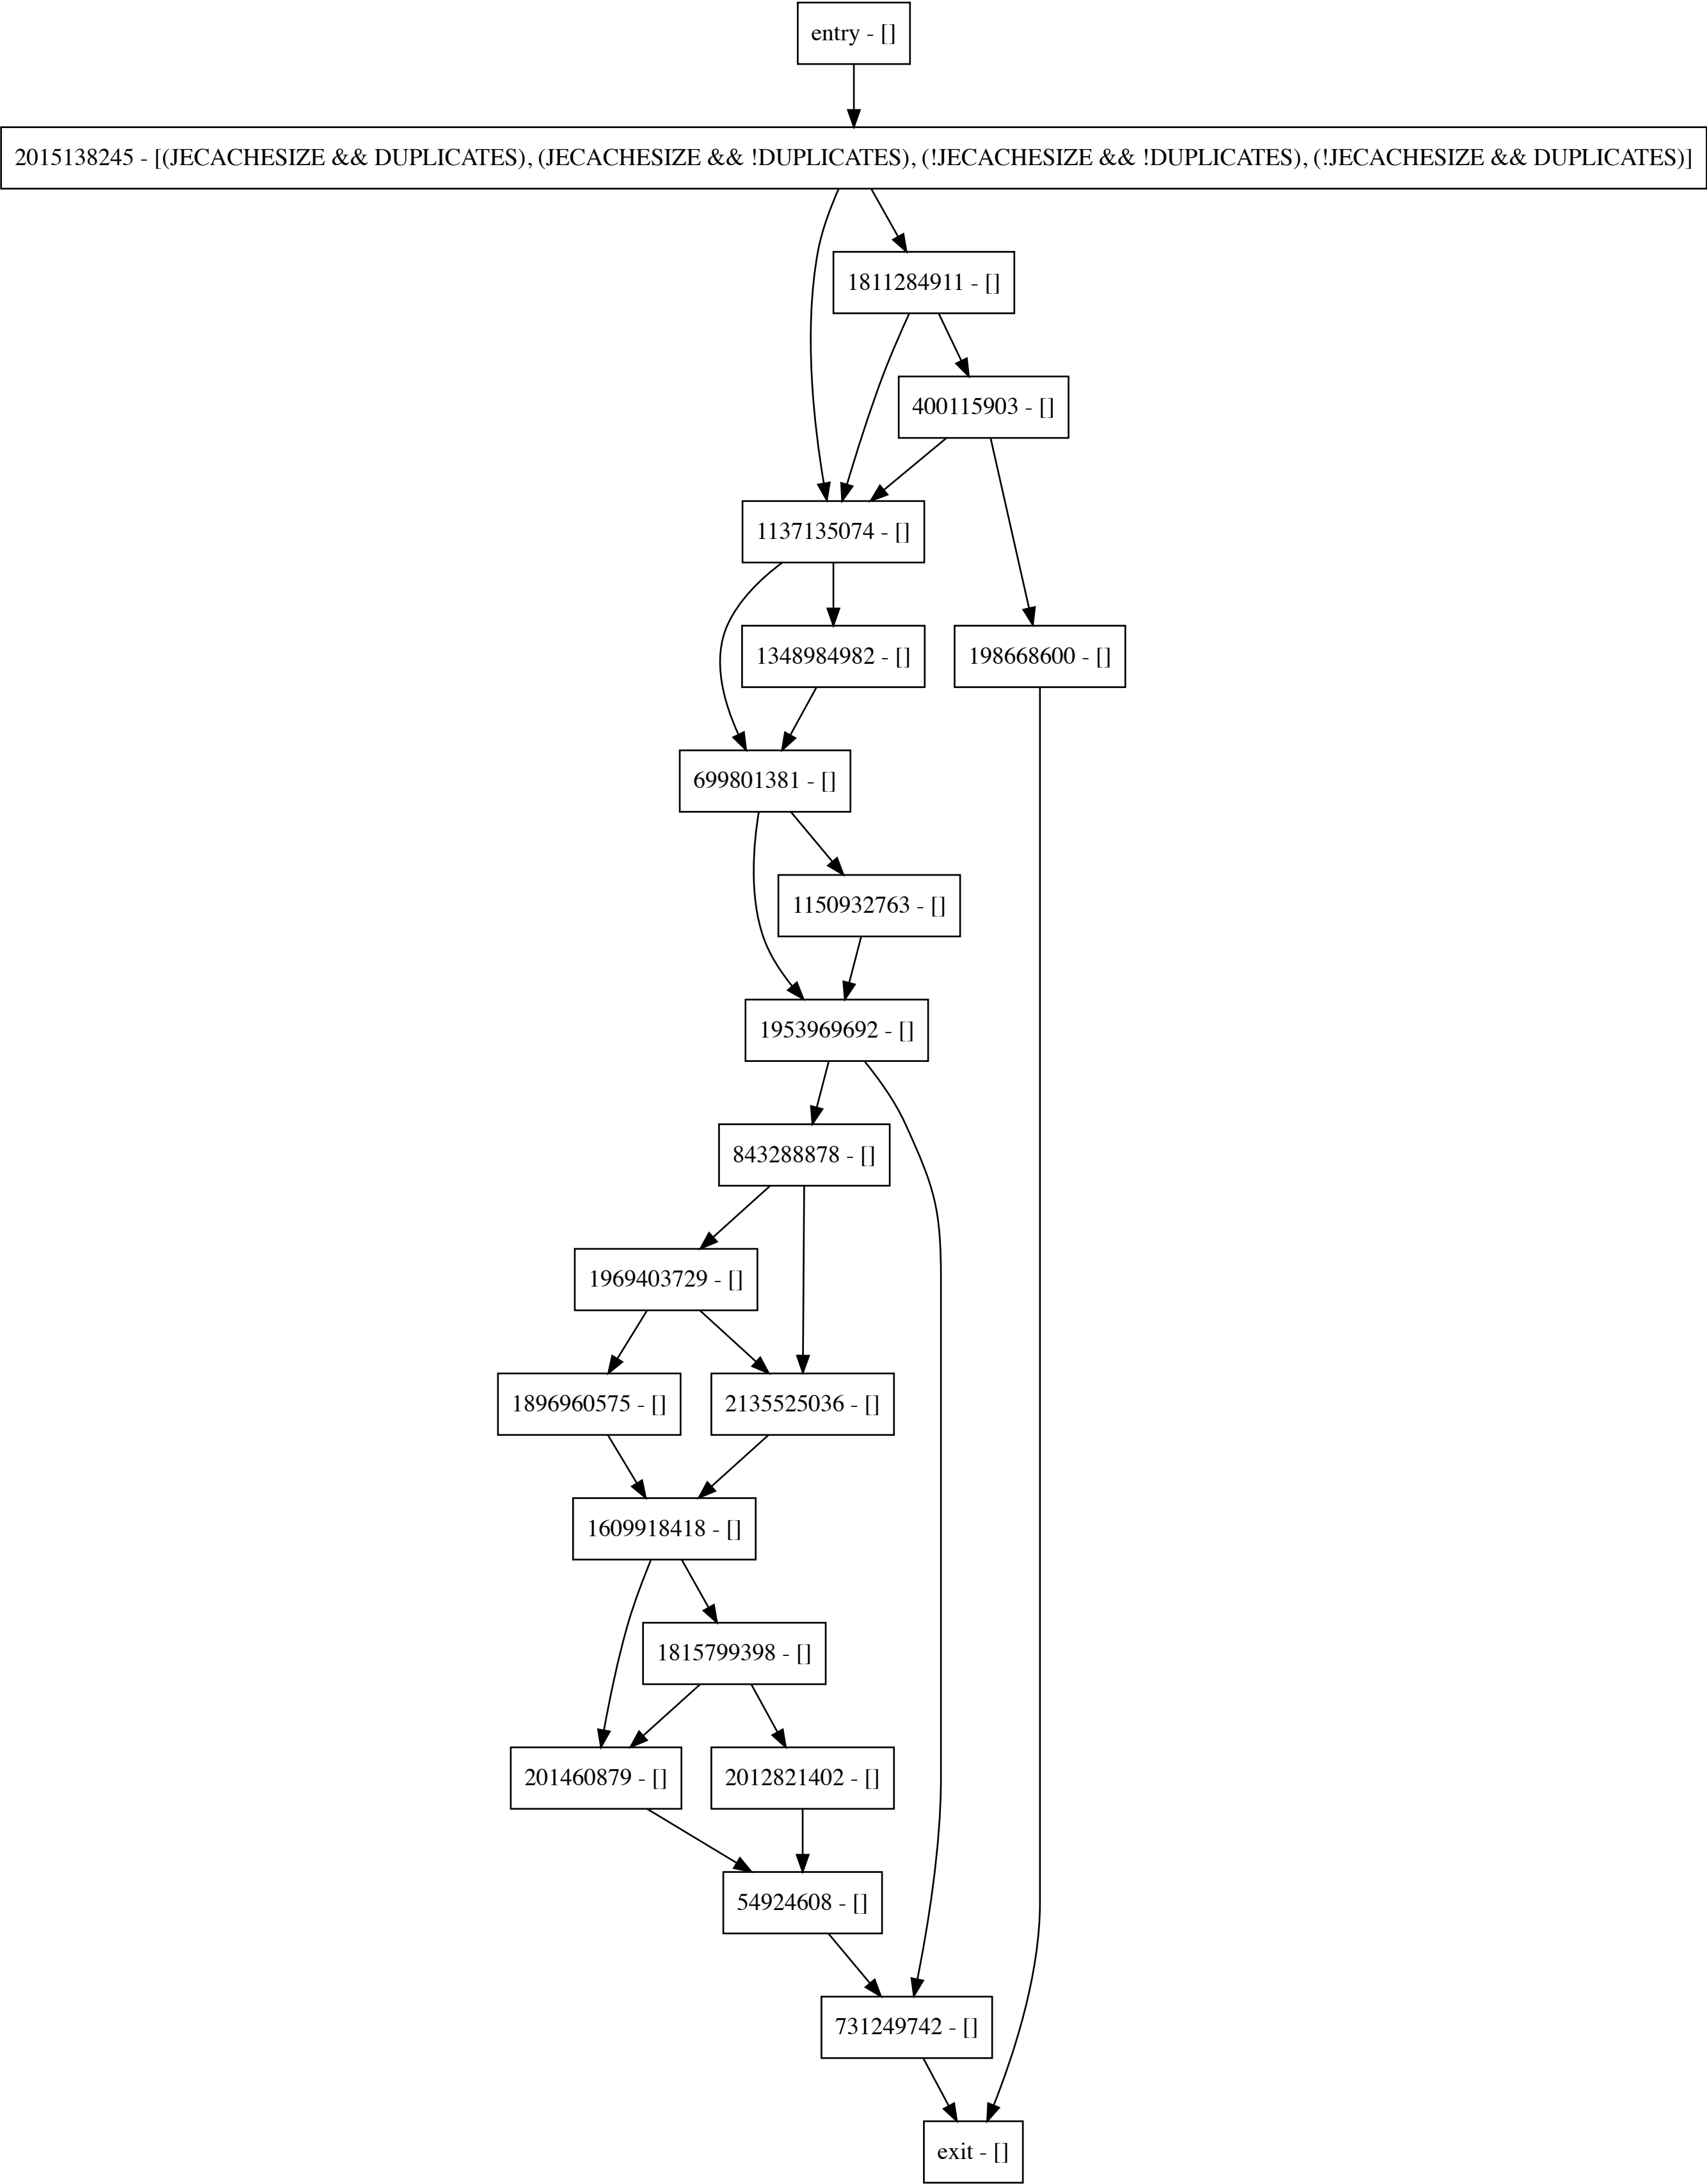 entry - []
2015138245 - [(JECACHESIZE && DUPLICATES), (JECACHESIZE && !DUPLICATES), (!JECACHESIZE && !DUPLICATES), (!JECACHESIZE && DUPLICATES)]
1811284911 - []
400115903 - []
1137135074 - []
1348984982 - []
198668600 - []
699801381 - []
1150932763 - []
1953969692 - []
843288878 - []
1969403729 - []
1896960575 - []
2135525036 - []
1609918418 - []
1815799398 - []
201460879 - []
2012821402 - []
54924608 - []
731249742 - []
exit - []